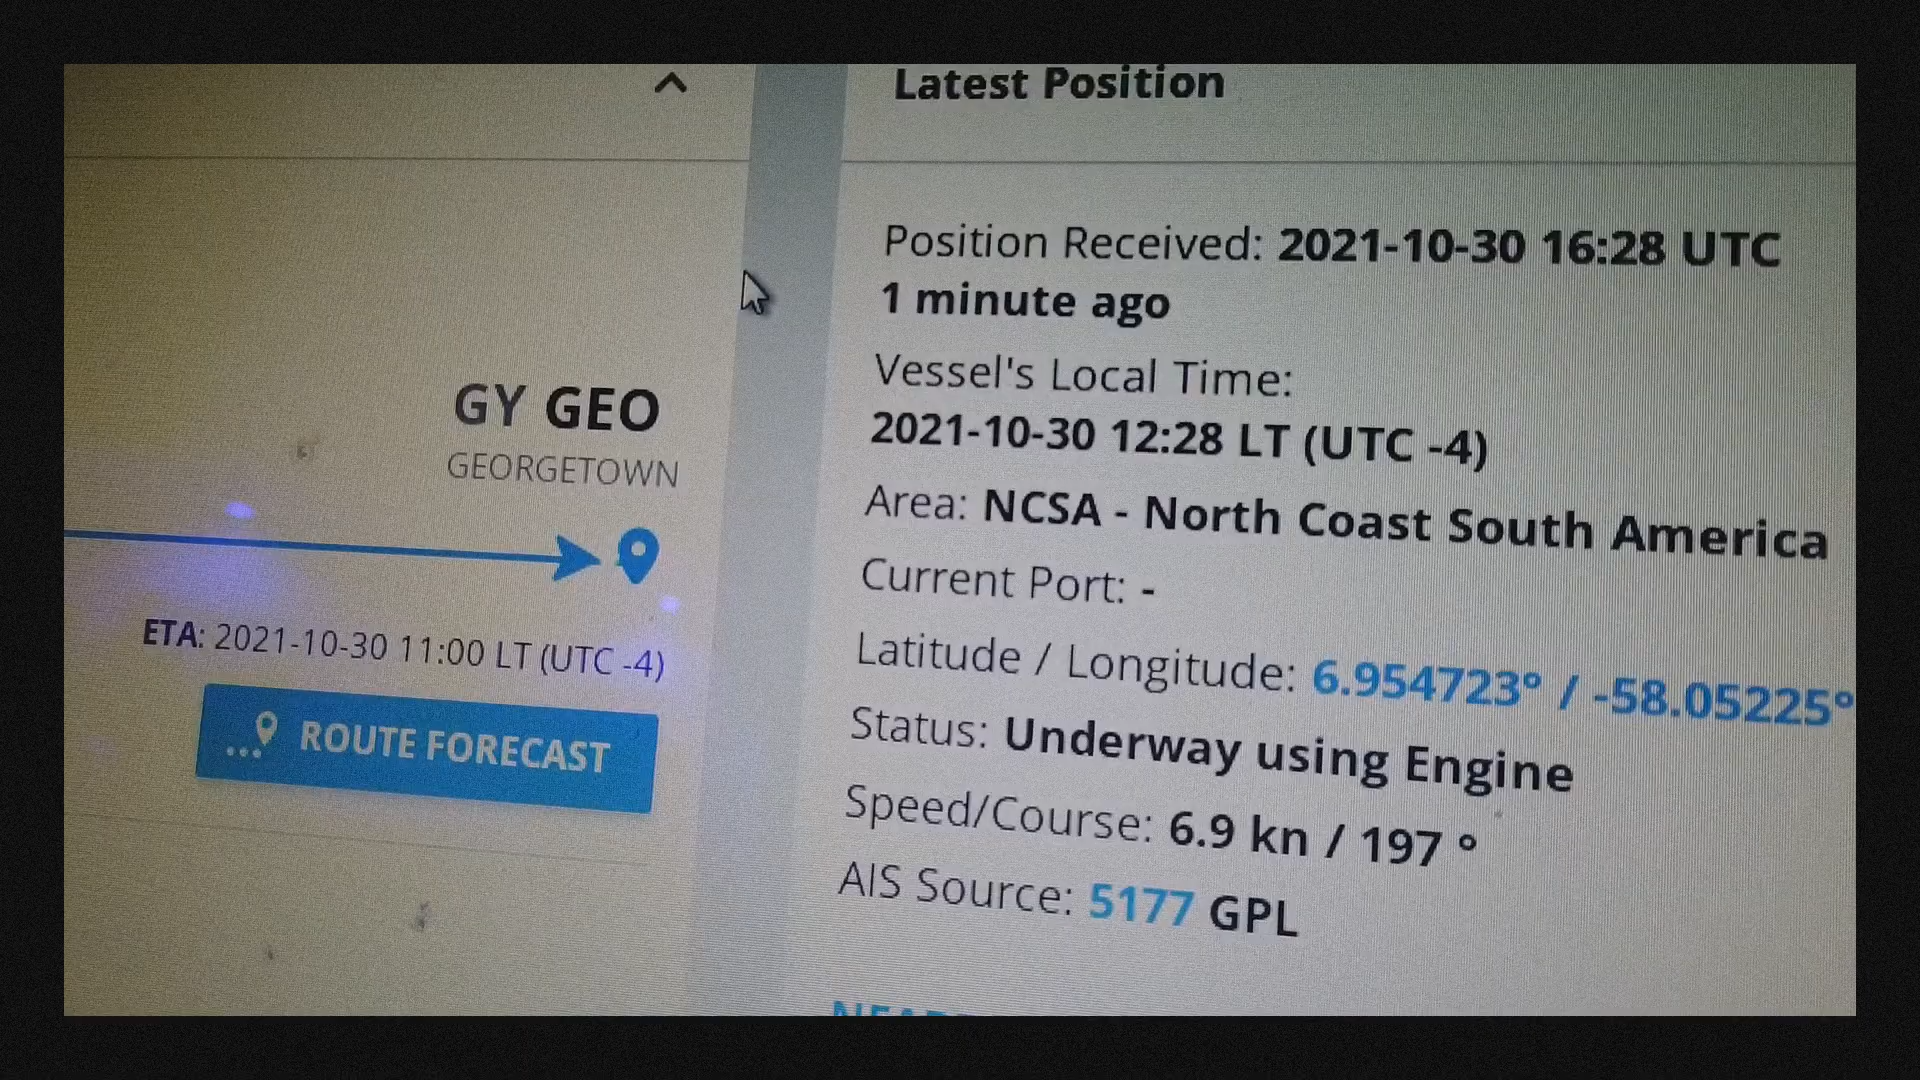 GY GEO
GEORGETOWN
ETA: 2021-10-30 11:00 LT (UTC -4)
ROUTE FORECAST
Latest Position
Position Received: 2021-10-30 16:28 UTC
1 minute ago
Vessel's Local Time:
2021-10-30 12:28 LT (UTC -4)
Area: NCSA - North Coast South America
Current Port: -
Latitude / Longitude: 6.954723° / -58.05225°
Status: Underway using Engine
Speed/Course: 6.9 kn / 197 °
AIS Source: 5177 GPL